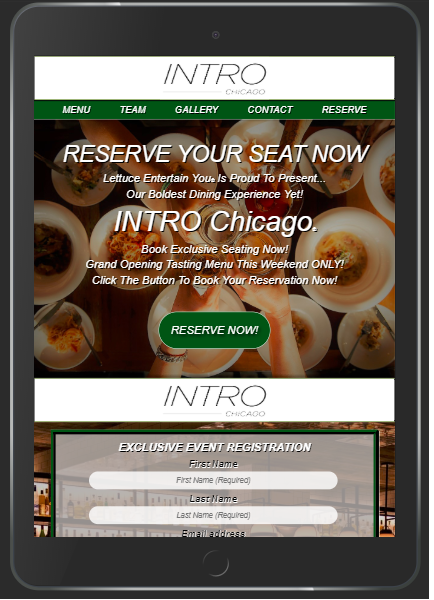 INTRO
CHICAGO
MENU TEAM GALLERY CONTACT RESERVE
RESERVE YOUR SEAT NOW
Lettuce Entertain You® Is Proud To Present...
Our Boldest Dining Experience Yet!
INTRO Chicago.
Book Exclusive Seating Now!
Grand Opening Tasting Menu This Weekend ONLY!
Click The Button To Book Your Reservation Now!
RESERVE NOW!
INTRO
CHICAGO
EXCLUSIVE EVENT REGISTRATION
First Name
First Name (Required)
Last Name
Last Name (Required)
Email address